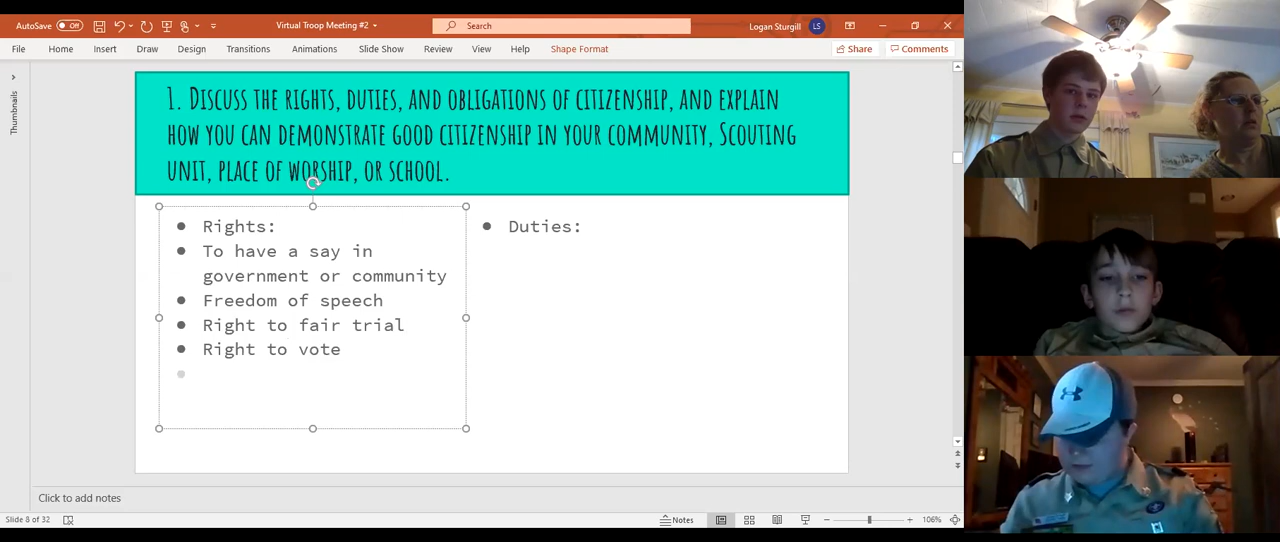 AutoSave Off
Virtual Troop Meeting #2
Search
Logan Sturgill LS
File Home Insert Draw Design Transitions Animations Slide Show Review View Help Shape Format Share Comments
Thumbnails
1. Discuss the rights, duties, and obligations of citizenship, and explain
how you can demonstrate good citizenship in your community, Scouting
unit, place of worship, or school.
Rights:
To have a say in
government or community
Freedom of speech
Right to fair trial
Right to vote
Duties:
Click to add notes
Slide 8 of 32
Notes
106%